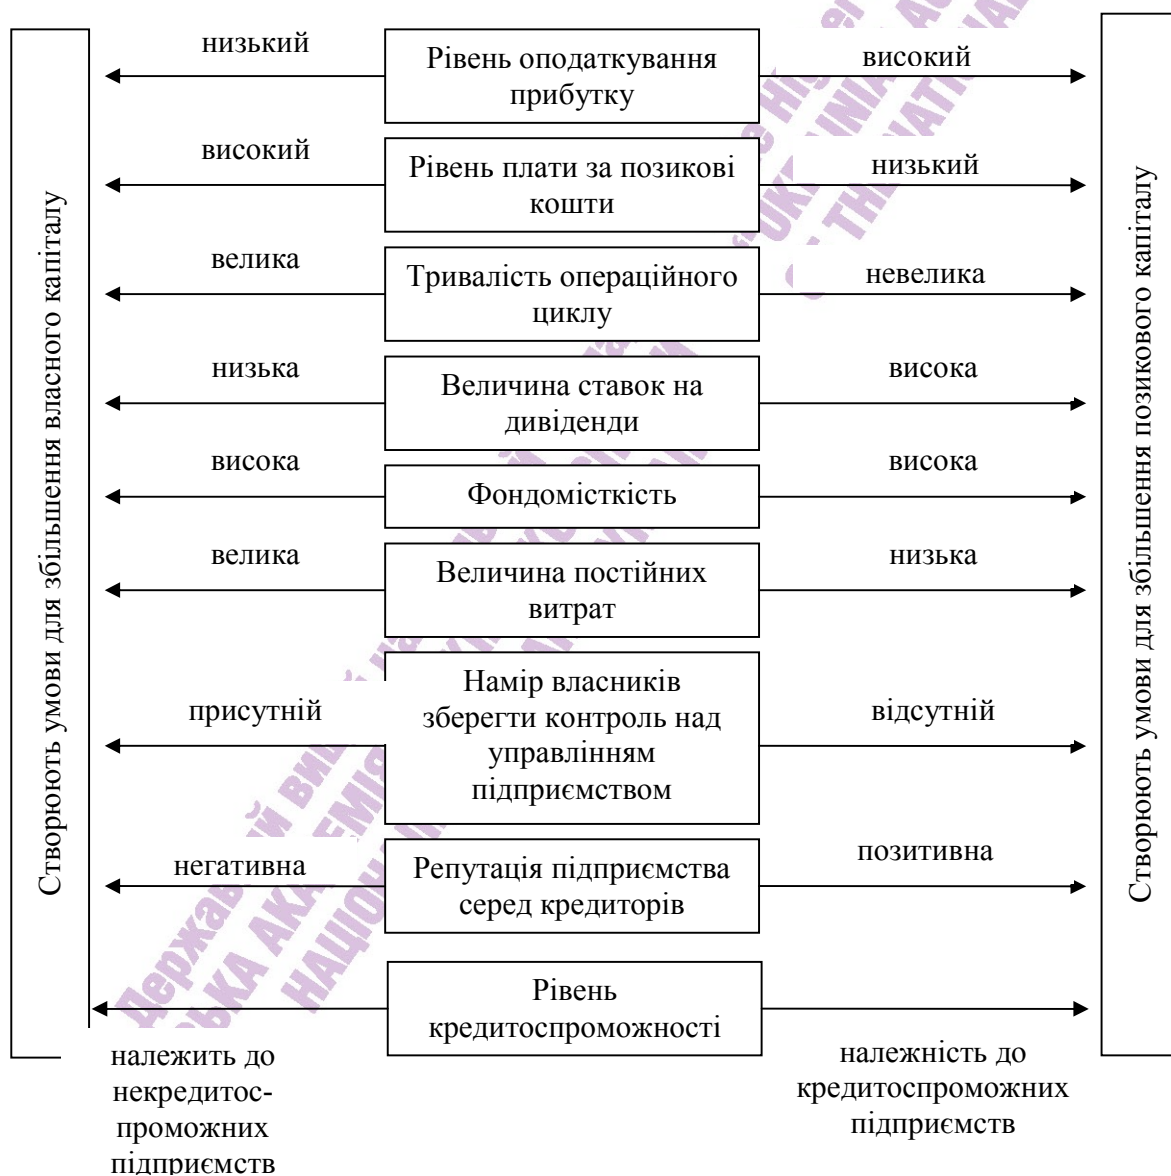 Створюють умови для збільшення власного капіталу
низький
Рівень оподаткування
прибутку
високий
високий
Рівень плати за позикові
кошти
низький
велика
Тривалість операційного
циклу
невелика
низька
Величина ставок на
дивіденди
висока
висока
Фондомісткість
висока
велика
Величина постійних
витрат
низька
присутній
Намір власників
зберегти контроль над
управлінням
підприємством
відсутній
негативна
Репутація підприємства
серед кредиторів
позитивна
Рівень
кредитоспроможності
належить до
некредитос-
проможних
підприємств
належність до
кредитоспроможних
підприємств
Створюють умови для збільшення позикового капіталу